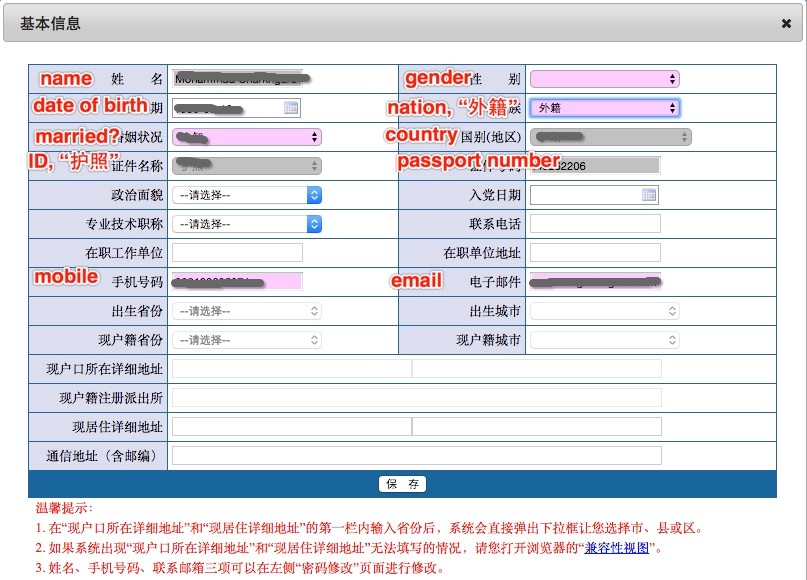 基本信息
name 姓 名 gender 性 别
date of birth 期 nation, “外籍” 族 外籍
married? 婚姻状况 country 国别(地区)
ID, “护照” 证件名称 passport number 证件号码 2206
政治面貌 --请选择-- 入党日期
专业技术职称 --请选择-- 联系电话
在职工作单位 在职单位地址
mobile 手机号码 email 电子邮件
出生省份 --请选择-- 出生城市
现户籍省份 --请选择-- 现户籍城市
现户口所在详细地址
现户籍注册派出所
现居住详细地址
通信地址（含邮编）
保 存
温馨提示：
1. 在“现户口所在详细地址”和“现居住详细地址”的第一栏内输入省份后，系统会直接弹出下拉框让您选择市、县或区。
2. 如果系统出现“现户口所在详细地址”和“现居住详细地址”无法填写的情况，请您打开浏览器的“兼容性视图”。
3. 姓名、手机号码、联系邮箱三项可以在左侧“密码修改”页面进行修改。